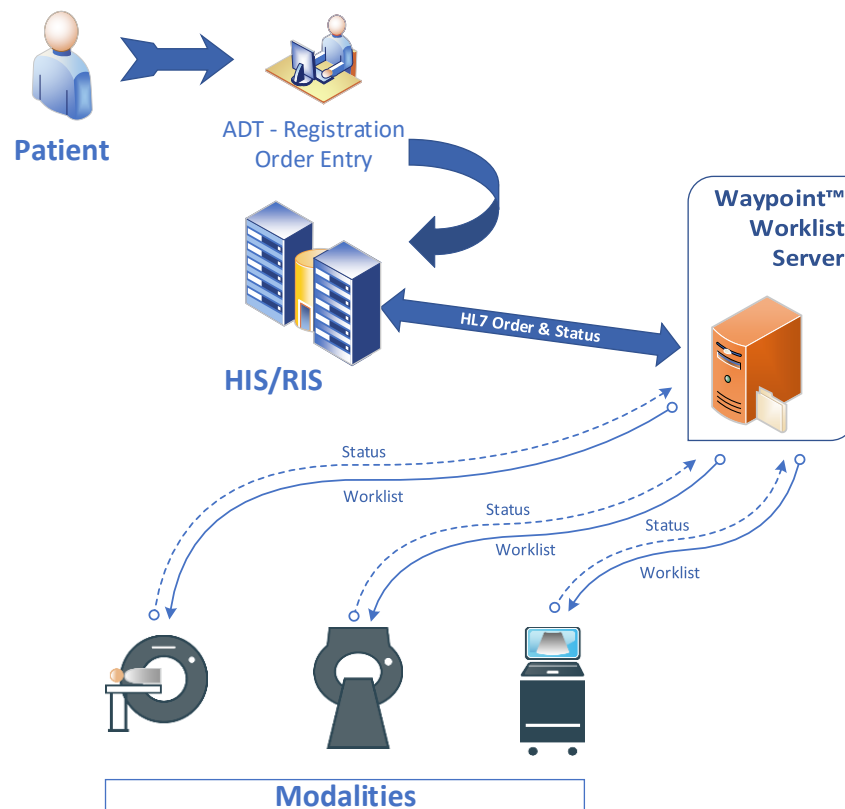 Patient
ADT - Registration
Order Entry
Waypoint™
Worklist
Server
HL7 Order & Status
HIS/RIS
Status
Worklist
Status
Worklist
Status
Worklist
Modalities